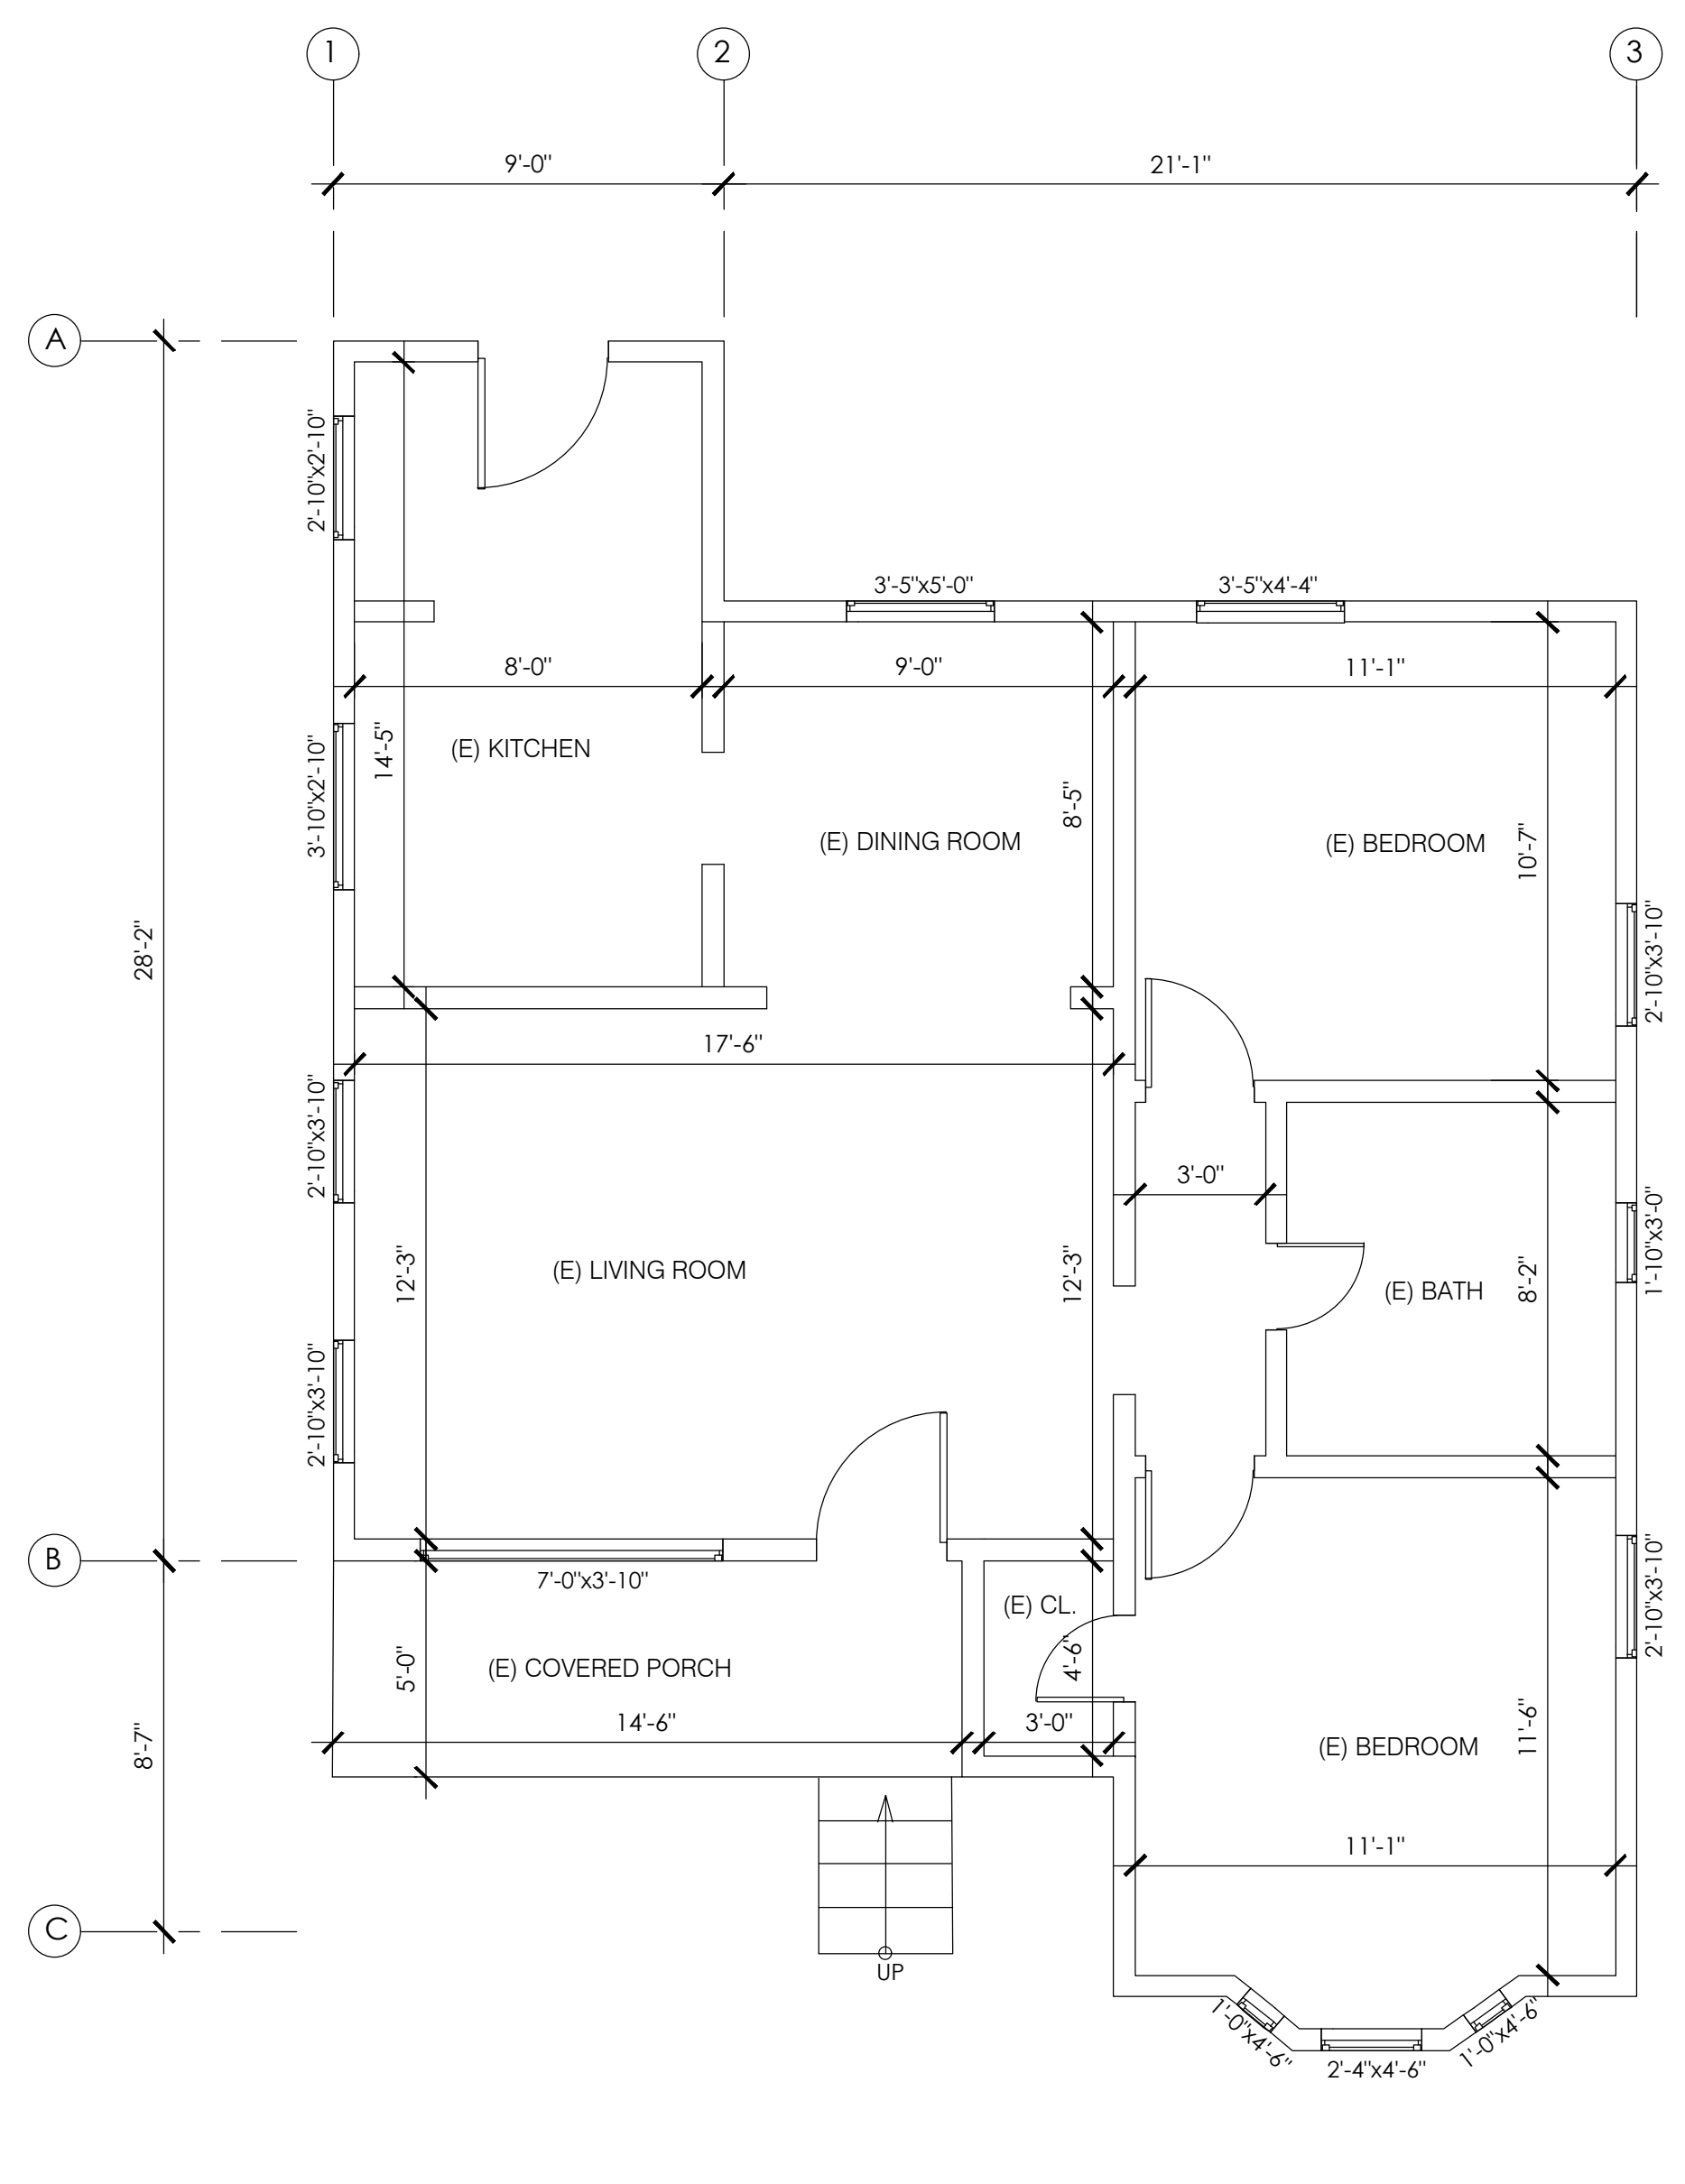 1 2 3
9'-0" 21'-1"
A
2'-10"x2'-10"
3'-5"x5'-0" 3'-5"x4'-4"
8'-0" 9'-0" 11'-1"
14'-5"
(E) KITCHEN
3'-10"x2'-10"
8'-5"
(E) DINING ROOM
(E) BEDROOM
10'-7"
28'-2"
2'-10"x3'-10"
17'-6"
2'-10"x3'-10"
3'-0"
1'-10"x3'-0"
12'-3"
(E) LIVING ROOM
12'-3"
(E) BATH
8'-2"
2'-10"x3'-10"
B
7'-0"x3'-10"
(E) CL.
2'-10"x3'-10"
5'-0"
(E) COVERED PORCH
4'-6"
14'-6" 3'-0"
8'-7"
(E) BEDROOM
11'-6"
11'-1"
C
UP
1'-0"x4'-6"
2'-4"x4'-6"
1'-0"x4'-6"